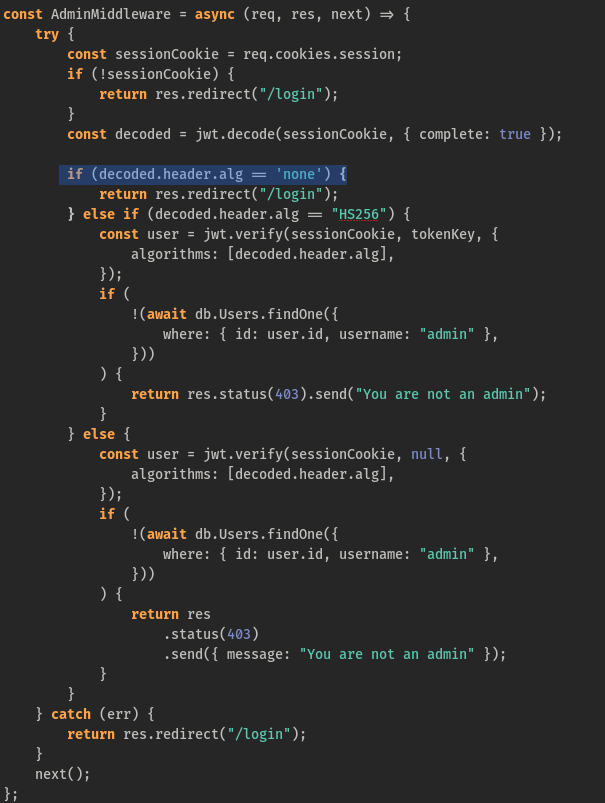 const AdminMiddleware = async (req, res, next) => {
    try {
        const sessionCookie = req.cookies.session;
        if (!sessionCookie) {
            return res.redirect("/login");
        }
        const decoded = jwt.decode(sessionCookie, { complete: true });

        if (decoded.header.alg == 'none') {
            return res.redirect("/login");
        } else if (decoded.header.alg == "HS256") {
            const user = jwt.verify(sessionCookie, tokenKey, {
                algorithms: [decoded.header.alg],
            });
            if (
                !(await db.Users.findOne({
                    where: { id: user.id, username: "admin" },
                }))
            ) {
                return res.status(403).send("You are not an admin");
            }
        } else {
            const user = jwt.verify(sessionCookie, null, {
                algorithms: [decoded.header.alg],
            });
            if (
                !(await db.Users.findOne({
                    where: { id: user.id, username: "admin" },
                }))
            ) {
                return res
                    .status(403)
                    .send({ message: "You are not an admin" });
            }
        }
    } catch (err) {
        return res.redirect("/login");
    }
    next();
};